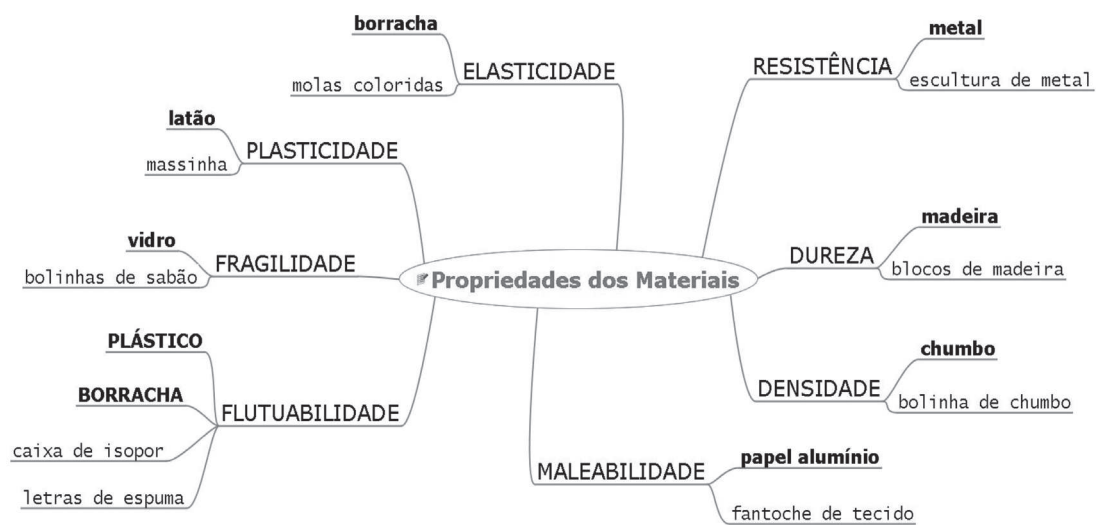 Propriedades dos Materiais
ELASTICIDADE
borracha
molas coloridas
PLASTICIDADE
latão
massinha
FRAGILIDADE
vidro
bolinhas de sabão
FLUTUABILIDADE
PLÁSTICO
BORRACHA
caixa de isopor
letras de espuma
RESISTÊNCIA
metal
escultura de metal
DUREZA
madeira
blocos de madeira
DENSIDADE
chumbo
bolinha de chumbo
MALEABILIDADE
papel alumínio
fantoche de tecido